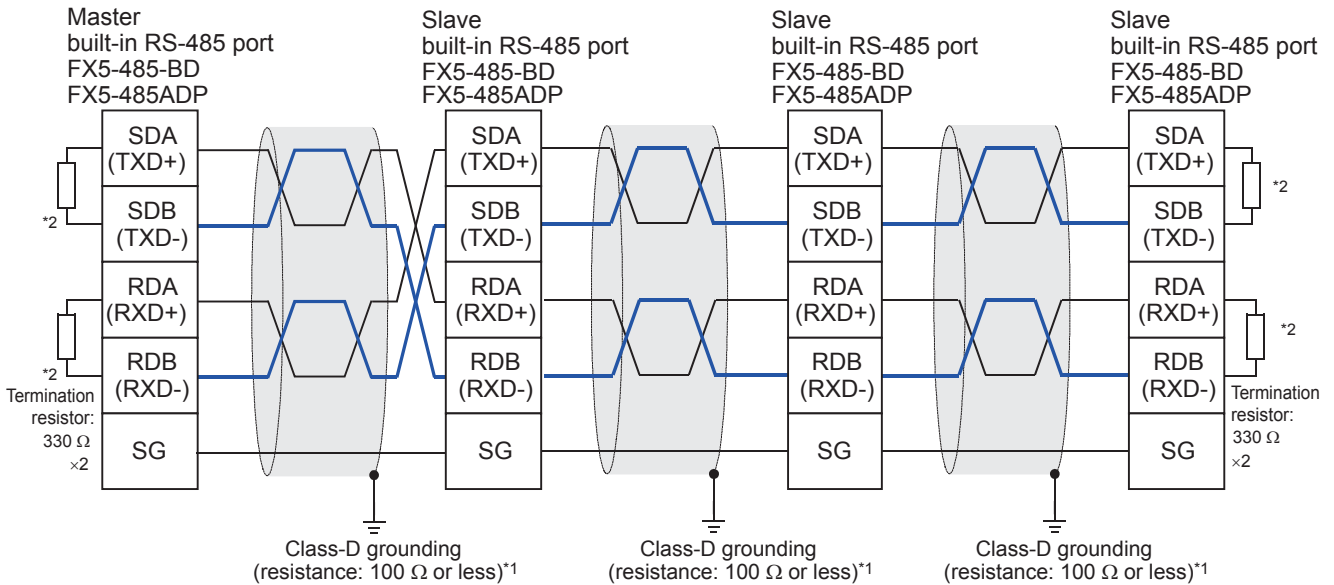 Master
built-in RS-485 port
FX5-485-BD
FX5-485ADP
Slave
built-in RS-485 port
FX5-485-BD
FX5-485ADP
Slave
built-in RS-485 port
FX5-485-BD
FX5-485ADP
Slave
built-in RS-485 port
FX5-485-BD
FX5-485ADP
*2
*2
Termination
resistor:
330 Ω
×2
SDA
(TXD+)
SDB
(TXD-)
RDA
(RXD+)
RDB
(RXD-)
SG
SDA
(TXD+)
SDB
(TXD-)
RDA
(RXD+)
RDB
(RXD-)
SG
SDA
(TXD+)
SDB
(TXD-)
RDA
(RXD+)
RDB
(RXD-)
SG
SDA
(TXD+)
SDB
(TXD-)
RDA
(RXD+)
RDB
(RXD-)
SG
*2
*2
Termination
resistor:
330 Ω
×2
Class-D grounding
(resistance: 100 Ω or less)*1
Class-D grounding
(resistance: 100 Ω or less)*1
Class-D grounding
(resistance: 100 Ω or less)*1